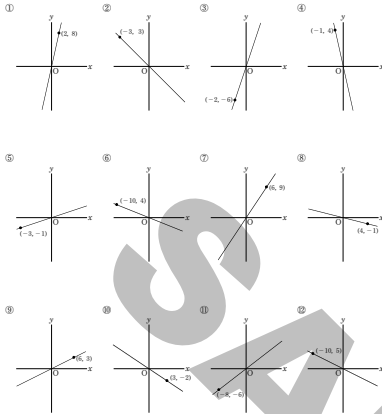 ① ② ③ ④
y y y y
(2, 8) (−3, 3) (−1, 4)
O x O x O x O x
(−2, −6)
⑤ ⑥ ⑦ ⑧
y y y y
(−10, 4) (6, 9)
O x O x O x O x
(−3, −1) (4, −1)
⑨ ⑩ ⑪ ⑫
y y y y
(6, 3) (−10, 5)
O x O x O x O x
(3, −2) (−8, −6)
SA